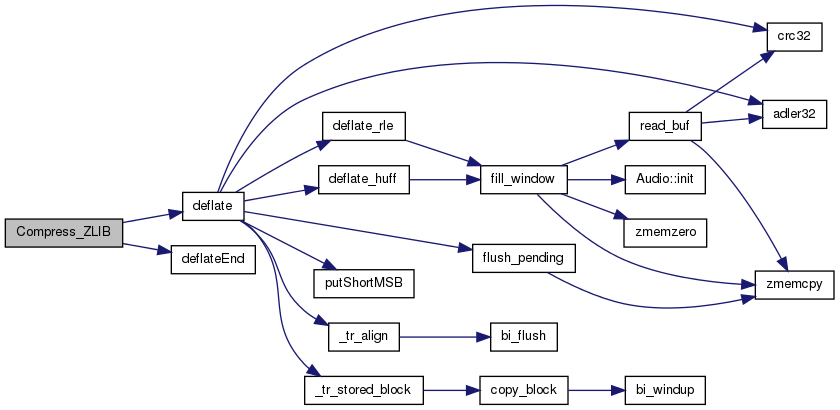 Compress_ZLIB
deflate
deflateEnd
crc32
adler32
deflate_rle
deflate_huff
flush_pending
putShortMSB
_tr_align
_tr_stored_block
fill_window
read_buf
Audio::init
zmemzero
zmemcpy
bi_flush
copy_block
bi_windup